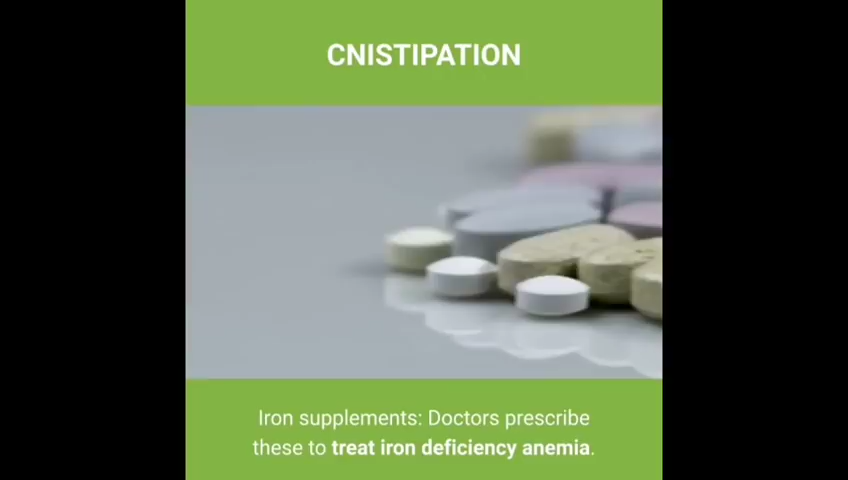 CNISTIPATION
Iron supplements: Doctors prescribe
these to treat iron deficiency anemia.